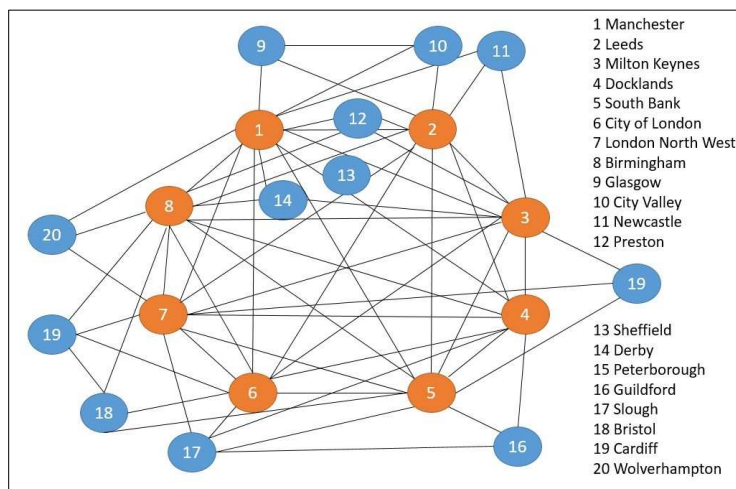 9
10
11
12
1
2
13
14
8
3
20
19
7
4
19
6
5
18
17
16
1 Manchester
2 Leeds
3 Milton Keynes
4 Docklands
5 South Bank
6 City of London
7 London North West
8 Birmingham
9 Glasgow
10 City Valley
11 Newcastle
12 Preston
13 Sheffield
14 Derby
15 Peterborough
16 Guildford
17 Slough
18 Bristol
19 Cardiff
20 Wolverhampton